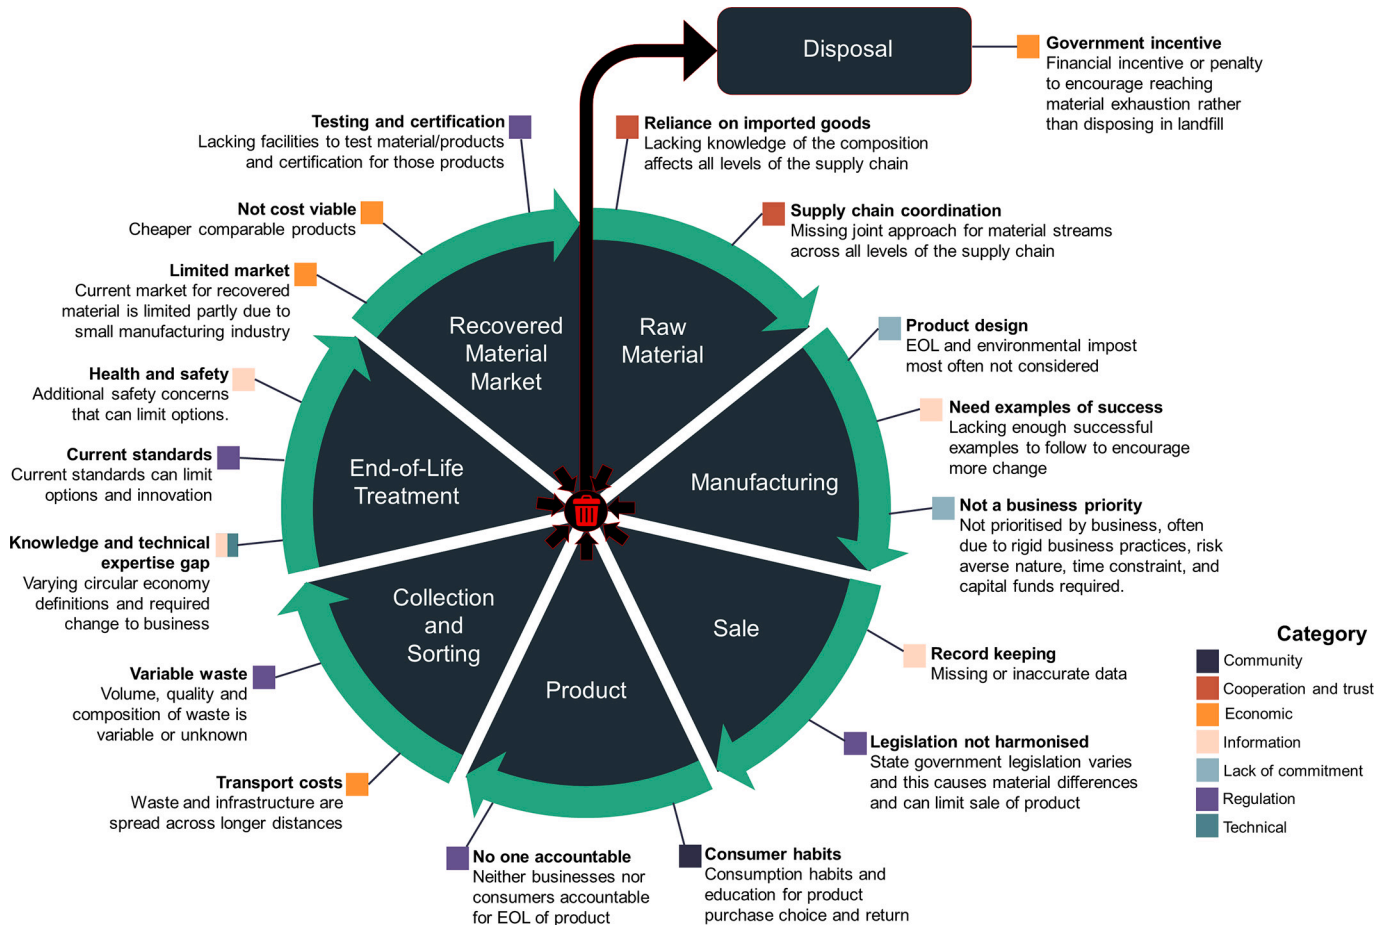 Disposal
Government incentive
Financial incentive or penalty
to encourage reaching
material exhaustion rather
than disposing in landfill
Testing and certification
Lacking facilities to test material/products
and certification for those products
Reliance on imported goods
Lacking knowledge of the composition
affects all levels of the supply chain
Not cost viable
Cheaper comparable products
Supply chain coordination
Missing joint approach for material streams
across all levels of the supply chain
Limited market
Current market for recovered
material is limited partly due to
small manufacturing industry
Recovered
Material
Market
Raw
Material
Product design
EOL and environmental impost
most often not considered
Health and safety
Additional safety concerns
that can limit options.
Need examples of success
Lacking enough successful
examples to follow to encourage
more change
Current standards
Current standards can limit
options and innovation
End-of-Life
Treatment
Manufacturing
Not a business priority
Not prioritised by business, often
due to rigid business practices, risk
averse nature, time constraint, and
capital funds required.
Knowledge and technical
expertise gap
Varying circular economy
definitions and required
change to business
Collection
and
Sorting
Sale
Product
Record keeping
Missing or inaccurate data
Variable waste
Volume, quality and
composition of waste is
variable or unknown
Legislation not harmonised
State government legislation varies
and this causes material differences
and can limit sale of product
Transport costs
Waste and infrastructure are
spread across longer distances
No one accountable
Neither businesses nor
consumers accountable
for EOL of product
Consumer habits
Consumption habits and
education for product
purchase choice and return
Category
Community
Cooperation and trust
Economic
Information
Lack of commitment
Regulation
Technical